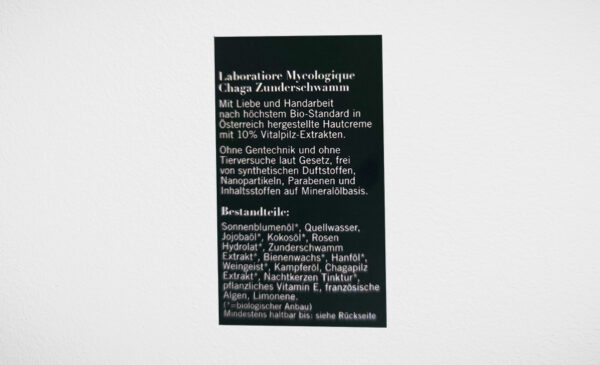 Laboratiore Mycologique
Chaga Zunderschwamm
Mit Liebe und Handarbeit
nach höchstem Bio-Standard in
Österreich hergestellte Hautcreme
mit 10% Vitalpilz-Extrakten.
Ohne Gentechnik und ohne
Tierversuche laut Gesetz, frei
von synthetischen Duftstoffen,
Nanopartikeln, Parabenen und
Inhaltsstoffen auf Mineralölbasis.
Bestandteile:
Sonnenblumenöl*, Quellwasser,
Jojobaöl*, Kokosöl*, Rosen
Hydrolat*, Zunderschwamm
Extrakt*, Bienenwachs*, Hanföl*,
Weingeist*, Kampferöl, Chagapilz
Extrakt*, Nachtkerzen Tinktur*,
pflanzliches Vitamin E, französische
Algen, Limonene.
(*=biologischer Anbau)
Mindestens haltbar bis: siehe Rückseite